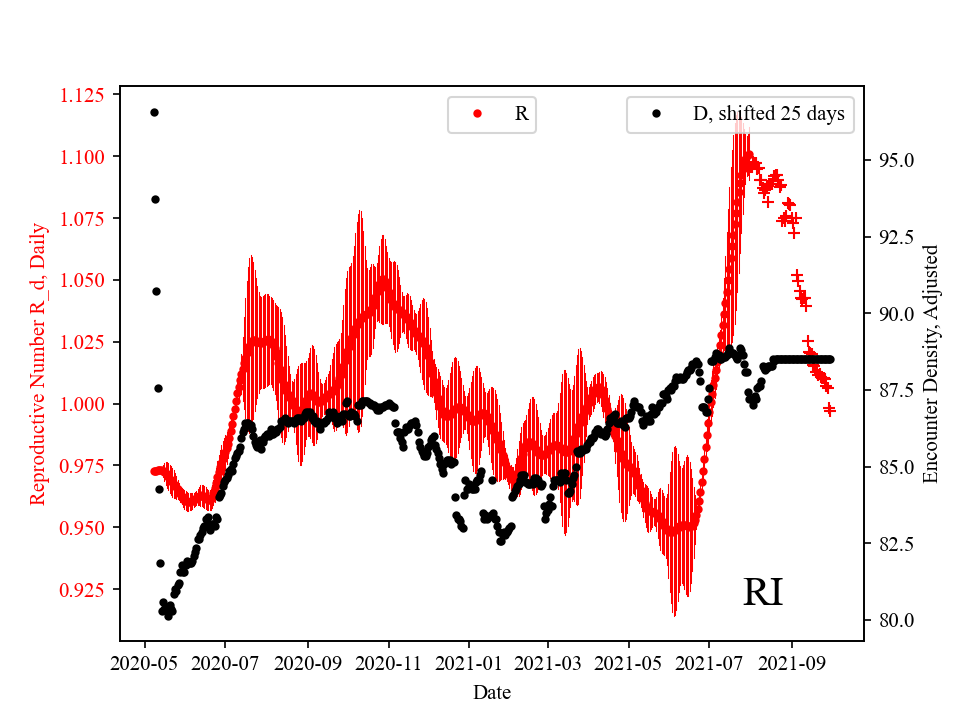 R
D, shifted 25 days
1.125
1.100
1.075
1.050
1.025
1.000
0.975
0.950
0.925
Reproductive Number R_d, Daily
95.0
92.5
90.0
87.5
85.0
82.5
80.0
Encounter Density, Adjusted
RI
2020-05 2020-07 2020-09 2020-11 2021-01 2021-03 2021-05 2021-07 2021-09
Date